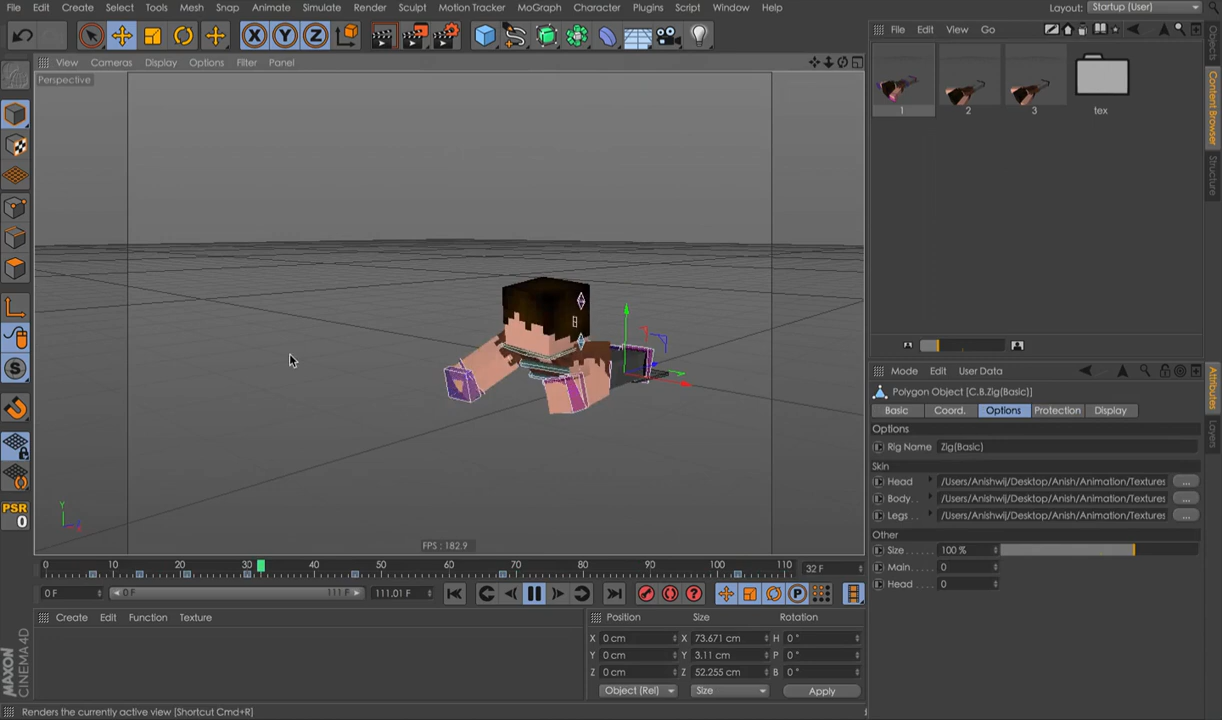 File Edit Create Select Tools Mesh Snap Animate Simulate Render Sculpt Motion Tracker MoGraph Character Plugins Script Window Help
Layout: Startup (User)
X Y Z
File Edit View Go
View Cameras Display Options Filter Panel
Perspective
1 2 3 tex
Objects
Content Browser
Structure
Mode Edit User Data
Polygon Object [C.B.Zig(Basic)]
Basic Coord. Options Protection Display
Options
Rig Name Zig(Basic)
Skin
Head /Users/Anishwij/Desktop/Anish/Animation/Textures ...
Body /Users/Anishwij/Desktop/Anish/Animation/Textures ...
Legs /Users/Anishwij/Desktop/Anish/Animation/Textures ...
Other
Size 100 %
Main 0
Head 0
Attributes
Layers
S
PSR
0
Y
FPS : 182.9
0 10 20 30 40 50 60 70 80 90 100 110
32 F
0 F 0 F 111 F 111.01 F
? P
Create Edit Function Texture
Position Size Rotation
X 0 cm X 73.671 cm H 0 °
Y 0 cm Y 3.11 cm P 0 °
Z 0 cm Z 52.255 cm B 0 °
Object (Rel) Size Apply
MAXON
CINEMA 4D
Renders the currently active view [Shortcut Cmd+R]